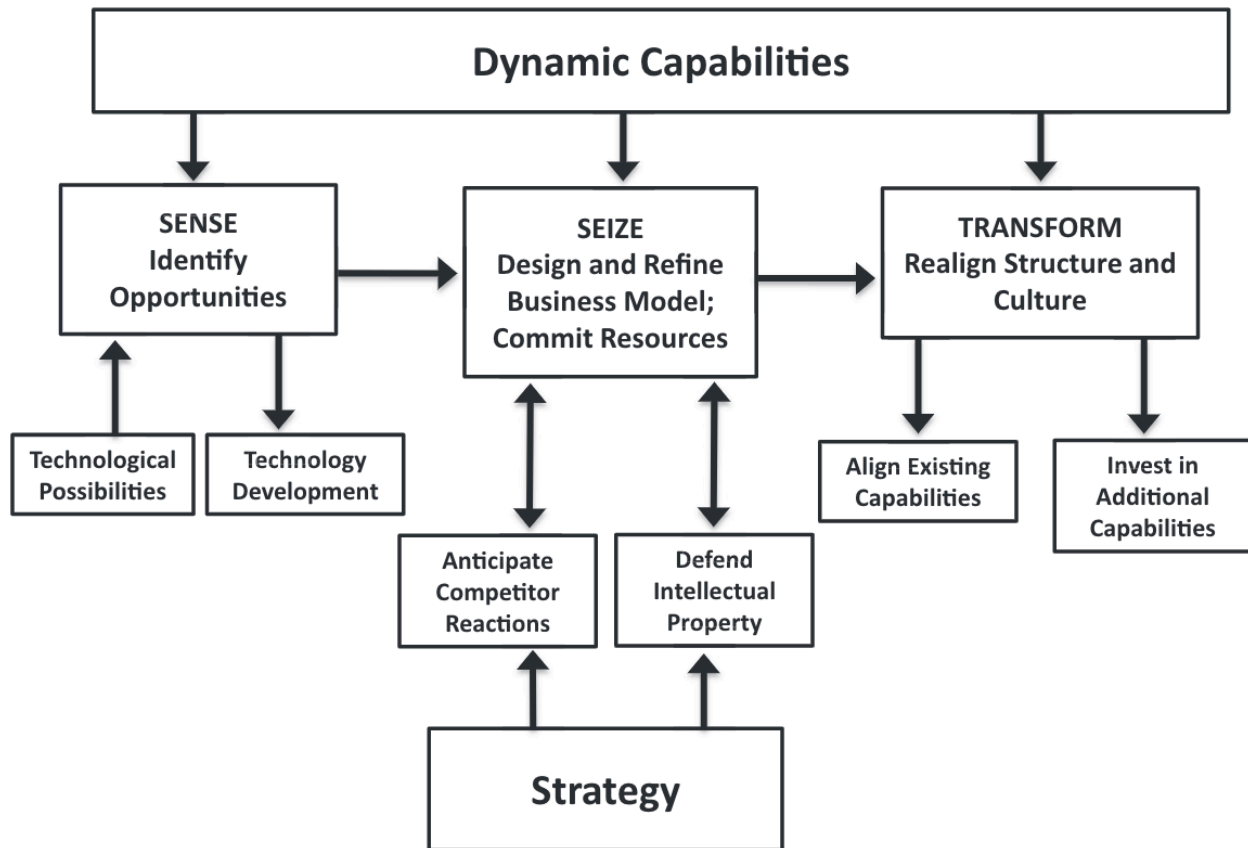 Dynamic Capabilities
SENSE
Identify
Opportunities
SEIZE
Design and Refine
Business Model;
Commit Resources
TRANSFORM
Realign Structure and
Culture
Technological
Possibilities
Technology
Development
Align Existing
Capabilities
Invest in
Additional
Capabilities
Anticipate
Competitor
Reactions
Defend
Intellectual
Property
Strategy